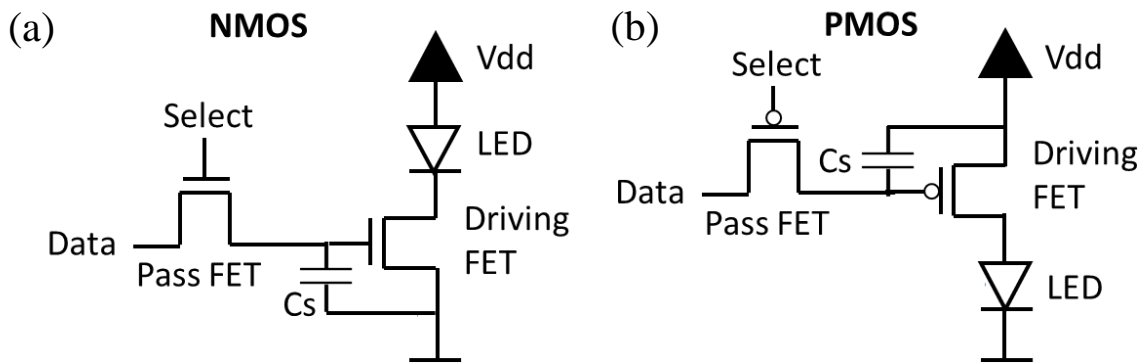 (a)
NMOS
Vdd
Select
LED
Data
Pass FET
Driving
FET
Cs
(b)
PMOS
Vdd
Select
Cs
Driving
FET
Data
Pass FET
LED